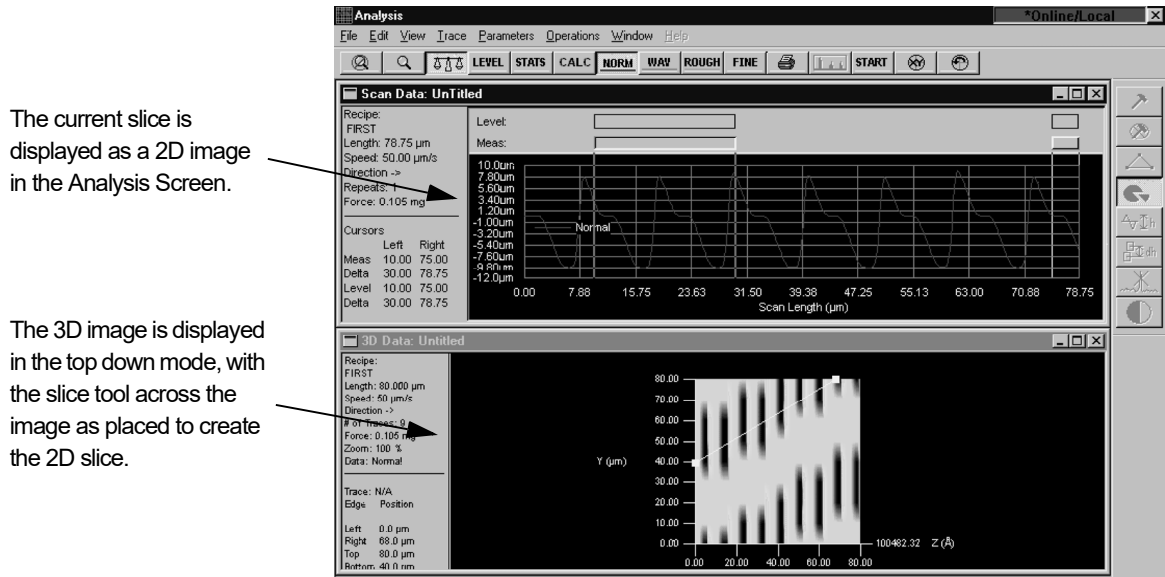 The current slice is
displayed as a 2D image
in the Analysis Screen.
The 3D image is displayed
in the top down mode, with
the slice tool across the
image as placed to create
the 2D slice.
Analysis
*Online/Local
File Edit View Trace Parameters Operations Window Help
LEVEL STATS CALC NORM WAV ROUGH FINE START XY
Scan Data: UnTitled
Recipe:
FIRST
Length: 78.75 µm
Speed: 50.00 µm/s
Direction ->
Repeats: 1
Force: 0.105 mg
Cursors
Left Right
Meas 10.00 75.00
Delta 30.00 78.75
Level 10.00 75.00
Delta 30.00 78.75
Level:
Meas:
10.0um
7.80um
5.60um
3.40um
1.20um
-1.00um
-3.20um
-5.40um
-7.60um
-9.80um
-12.0um
Normal
0.00 7.88 15.75 23.63 31.50 39.38 47.25 55.13 63.00 70.88 78.75
Scan Length (µm)
h
dh
3D Data: Untitled
Recipe:
FIRST
Length: 80.000 µm
Speed: 50 µm/s
Direction ->
# of Traces: 9
Force: 0.105 mg
Zoom: 100 %
Data: Normal
Trace: N/A
Edge Position
Left 0.0 µm
Right 68.0 µm
Top 80.0 µm
Bottom 40.0 µm
80.00
70.00
60.00
50.00
Y (µm)
40.00
30.00
20.00
10.00
0.00
100482.32 Z (Å)
0.00 20.00 40.00 60.00 80.00